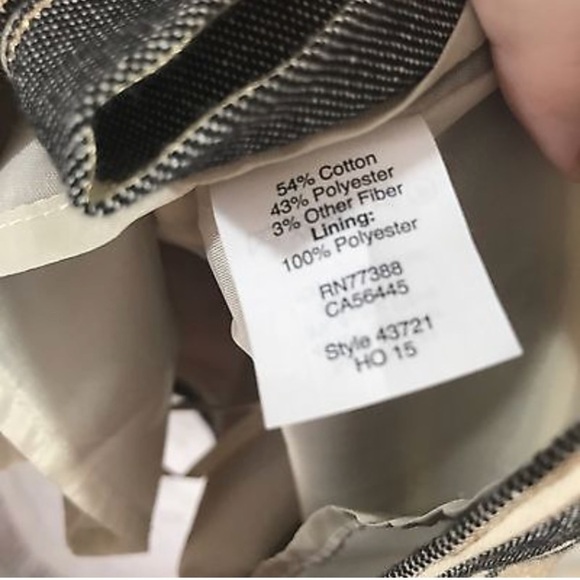 54% Cotton
43% Polyester
3% Other Fiber
Lining:
100% Polyester
RN77388
CA56445
Style 43721
HO 15